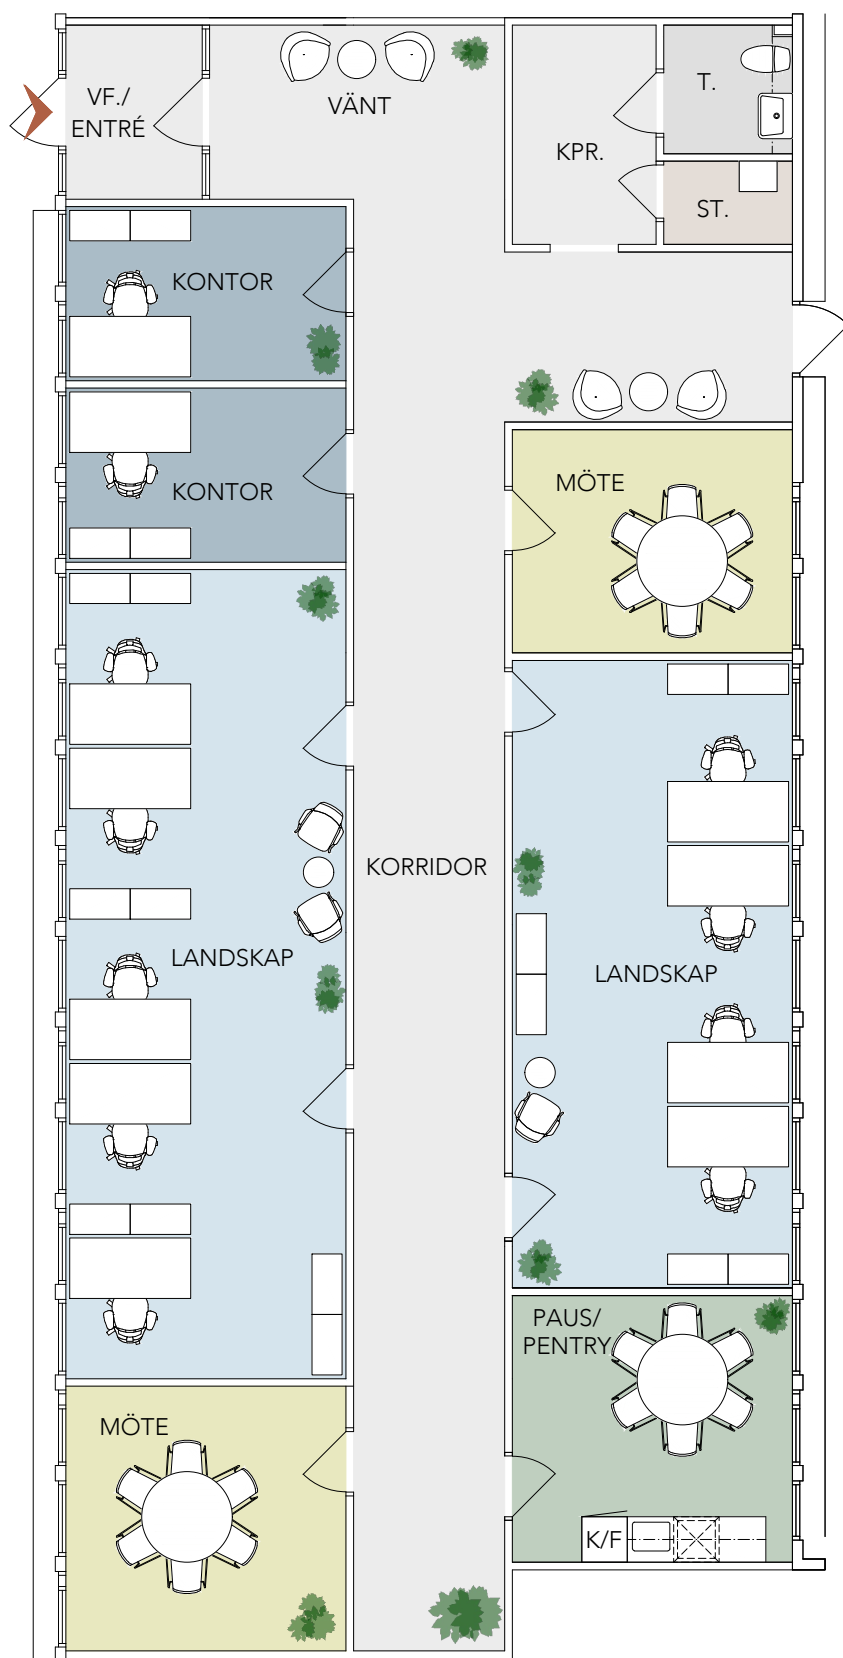 VF./
ENTRÉ
VÄNT
T.
KPR.
ST.
KONTOR
KONTOR
MÖTE
KORRIDOR
LANDSKAP
LANDSKAP
PAUS/
PENTRY
MÖTE
K/F